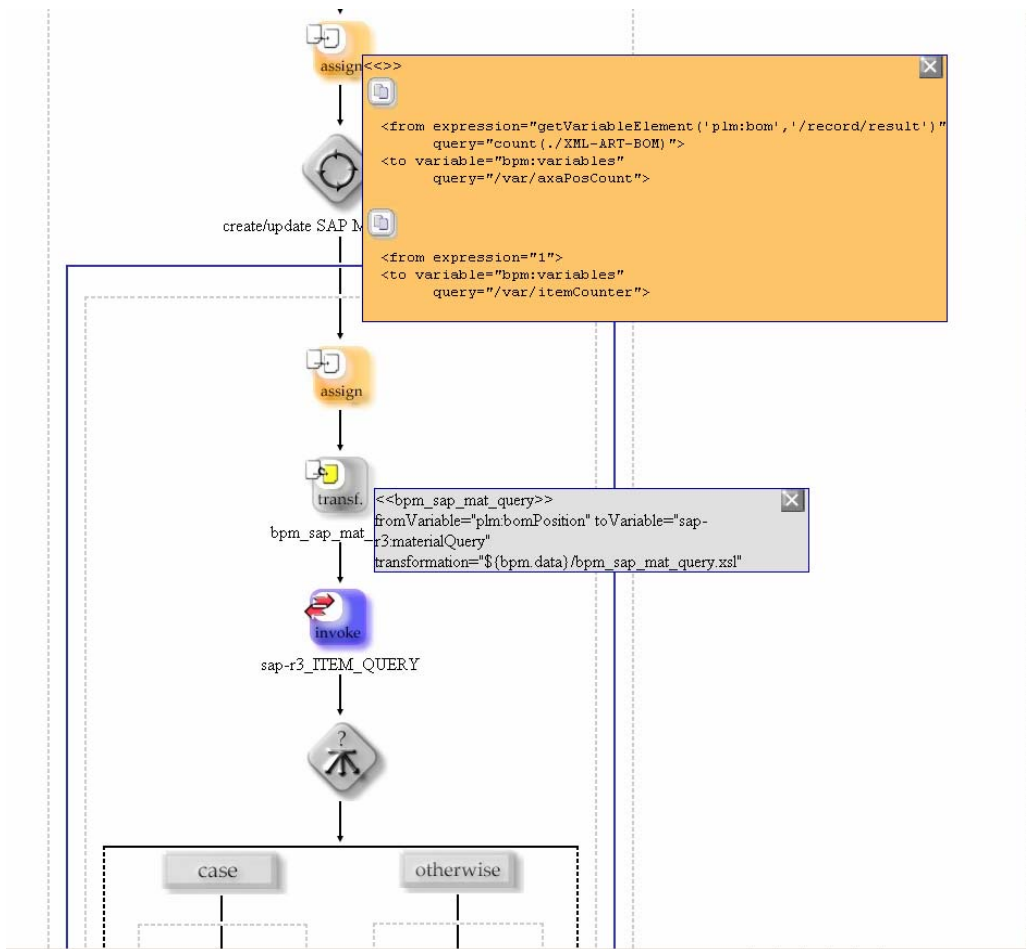 assign
<<>>
<from expression="getVariableElement('plm:bom','/record/result')"
query="count(./XML-ART-BOM)">
<to variable="bpm:variables"
query="/var/axaPosCount">
create/update SAP M
<from expression="1">
<to variable="bpm:variables"
query="/var/itemCounter">
assign
transf.
bpm_sap_mat_
<<bpm_sap_mat_query>>
fromVariable="plm:bomPosition" toVariable="sap-
r3:materialQuery"
transformation="${bpm.data}/bpm_sap_mat_query.xsl"
invoke
sap-r3_ITEM_QUERY
?
case
otherwise